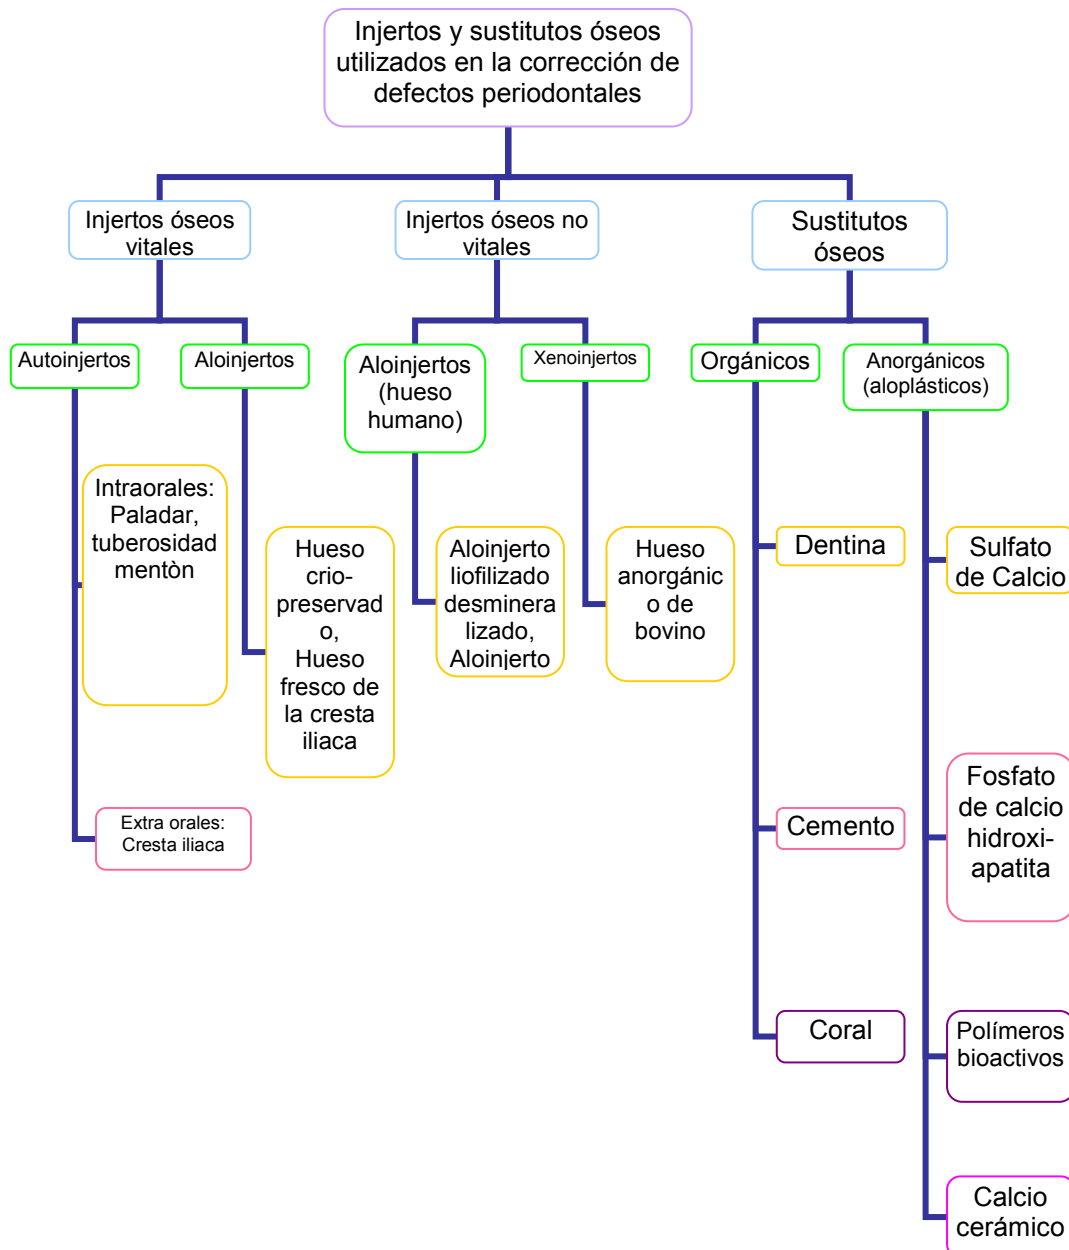 Injertos y sustitutos óseos
utilizados en la corrección de
defectos periodontales
Injertos óseos
vitales
Injertos óseos no
vitales
Sustitutos
óseos
Autoinjertos
Aloinjertos
Aloinjertos
(hueso
humano)
Xenoinjertos
Orgánicos
Anorgánicos
(aloplásticos)
Intraorales:
Paladar,
tuberosidad
mentòn
Hueso
crio-
preservad
o,
Hueso
fresco de
la cresta
iliaca
Aloinjerto
liofilizado
desminera
lizado,
Aloinjerto
Hueso
anorgánic
o de
bovino
Dentina
Sulfato
de Calcio
Extra orales:
Cresta iliaca
Cemento
Fosfato
de calcio
hidroxi-
apatita
Coral
Polímeros
bioactivos
Calcio
cerámico